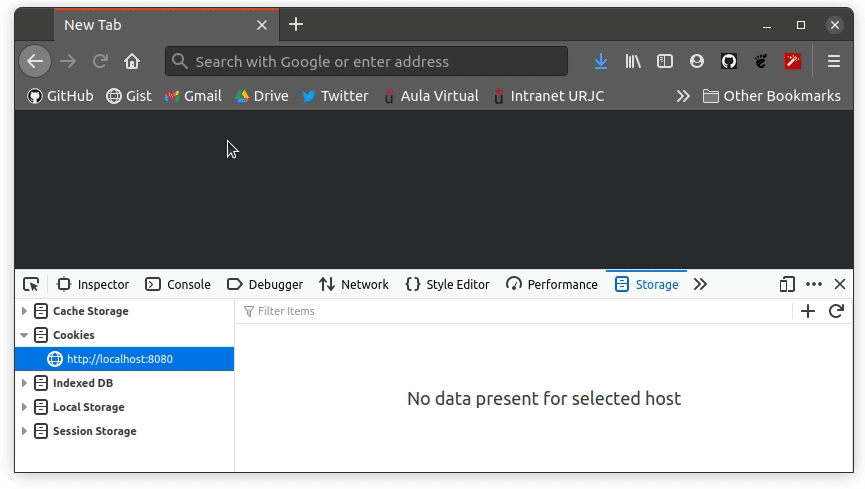 New Tab
Search with Google or enter address
GitHub Gist Gmail Drive Twitter Aula Virtual Intranet URJC Other Bookmarks
Inspector Console Debugger Network Style Editor Performance Storage
Cache Storage
Filter Items
Cookies
http://localhost:8080
Indexed DB
No data present for selected host
Local Storage
Session Storage